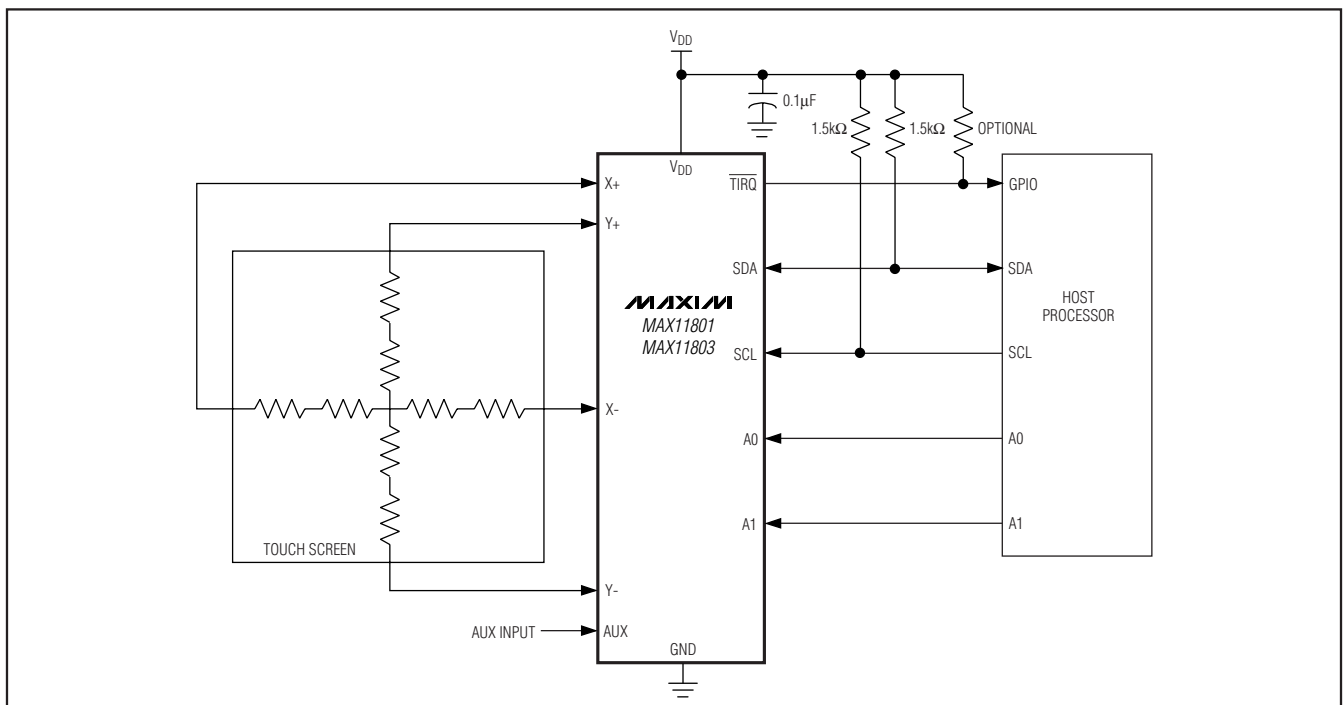 VDD
0.1µF
1.5kΩ
1.5kΩ
OPTIONAL
VDD
X+
TIRQ
GPIO
Y+
SDA
SDA
MAXIM
MAX11801
MAX11803
HOST
PROCESSOR
SCL
SCL
X-
A0
A0
A1
A1
TOUCH SCREEN
Y-
AUX INPUT
AUX
GND